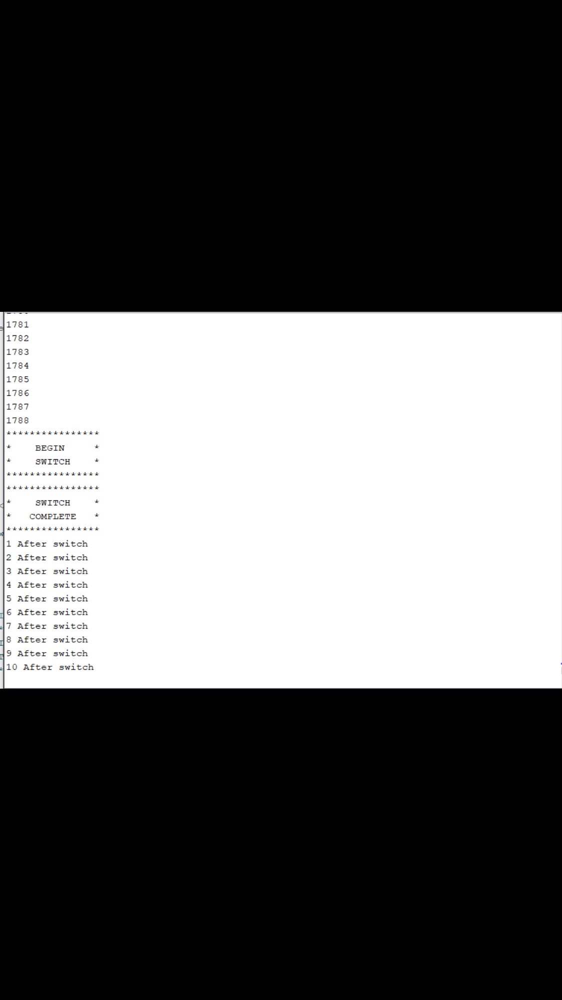 1781
1782
1783
1784
1785
1786
1787
1788
****************
*    BEGIN     *
*    SWITCH    *
****************
****************
*    SWITCH    *
*   COMPLETE   *
****************
1 After switch
2 After switch
3 After switch
4 After switch
5 After switch
6 After switch
7 After switch
8 After switch
9 After switch
10 After switch